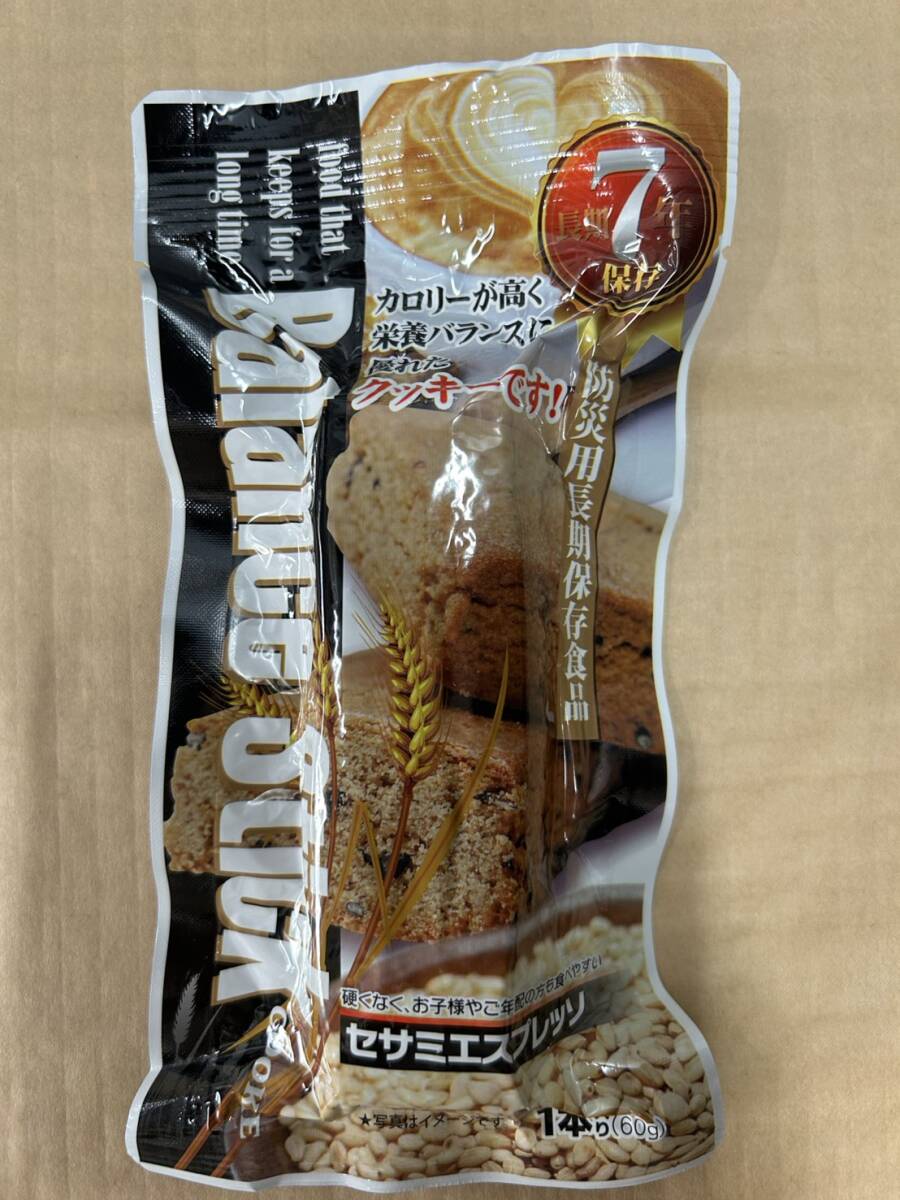 food that
keeps for a
long time
Balance Stick
長期7年
保存
カロリーが高く
栄養バランスに
優れた
クッキーです!
防災用長期保存食品
硬くなく、お子様やご年配の方も食べやすい
セサミエスプレッソ
★写真はイメージです
1本
(60g)